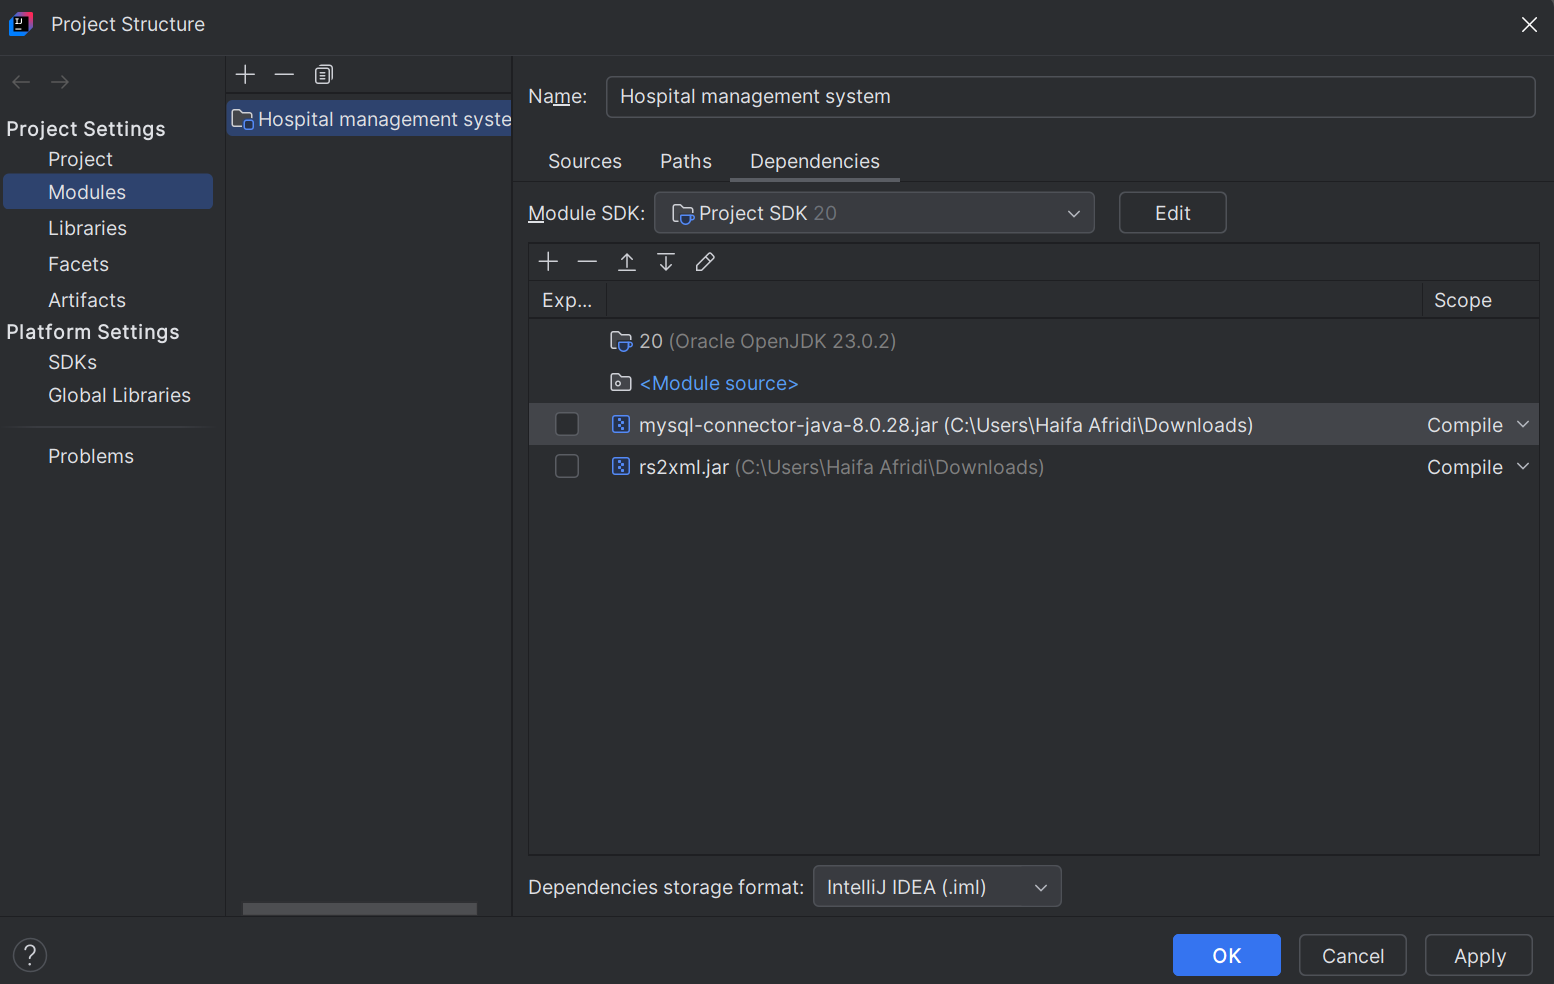 Project Structure
Project Settings
Project
Modules
Libraries
Facets
Artifacts
Platform Settings
SDKs
Global Libraries
Problems
Hospital management syste
Name: Hospital management system
Sources Paths Dependencies
Module SDK: Project SDK 20 Edit
Exp... Scope
20 (Oracle OpenJDK 23.0.2)
<Module source>
mysql-connector-java-8.0.28.jar (C:\Users\Haifa Afridi\Downloads) Compile
rs2xml.jar (C:\Users\Haifa Afridi\Downloads) Compile
Dependencies storage format: IntelliJ IDEA (.iml)
? OK Cancel Apply